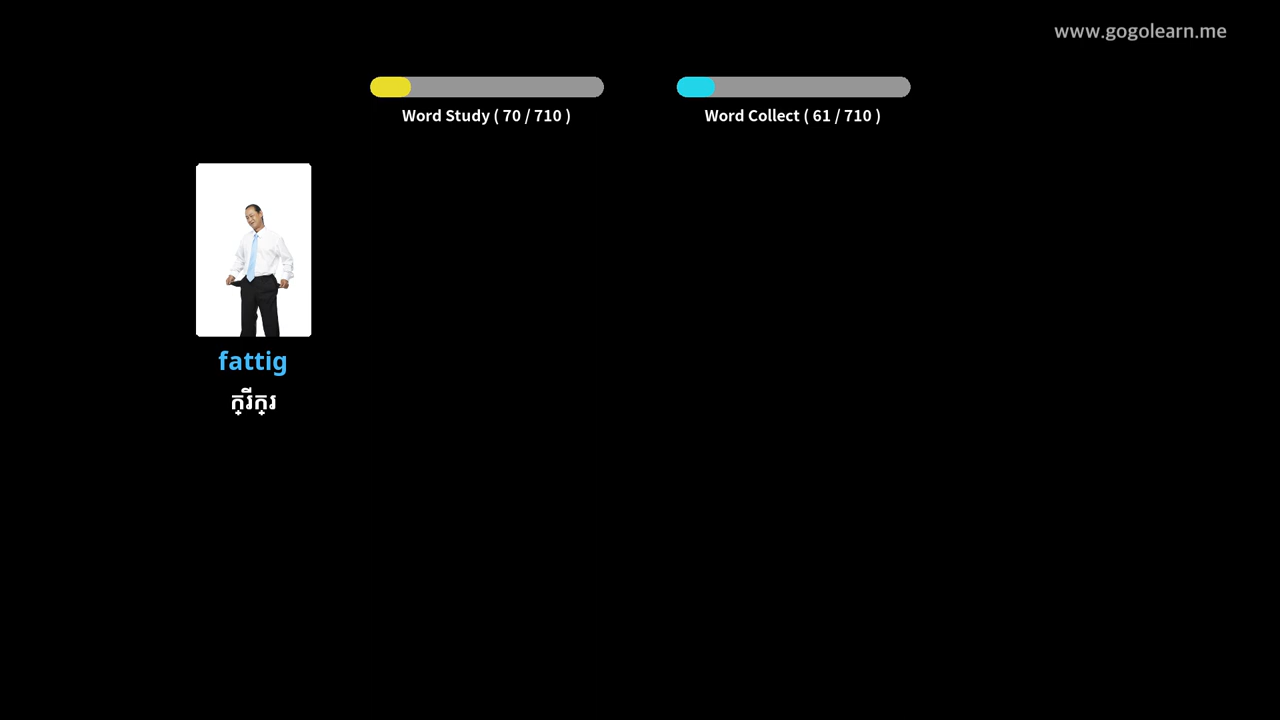 www.gogolearn.me
Word Study ( 70 / 710 )
Word Collect ( 61 / 710 )
fattig
ក្រីក្រ